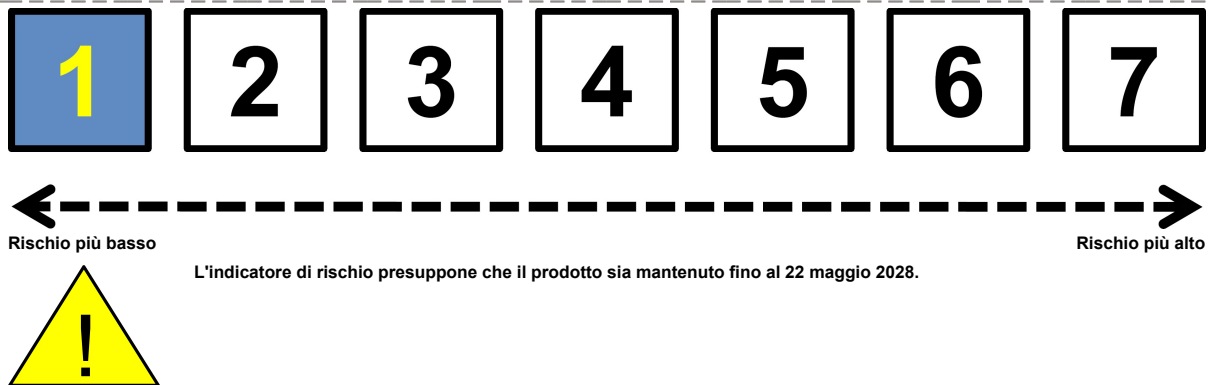 1 2 3 4 5 6 7
Rischio più basso Rischio più alto
L'indicatore di rischio presuppone che il prodotto sia mantenuto fino al 22 maggio 2028.
!